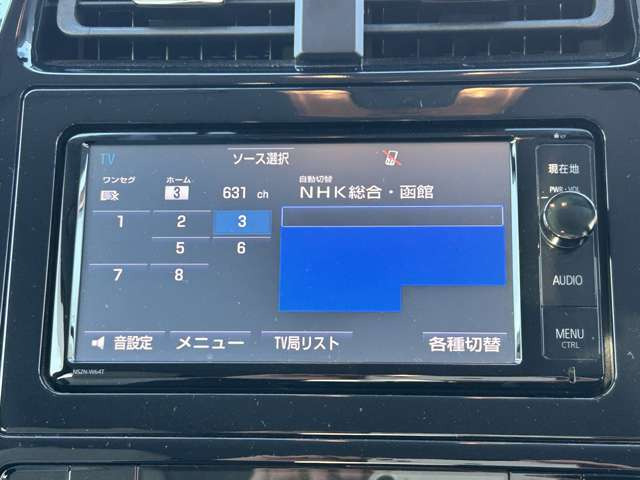 TV ソース選択
ワンセグ ホーム 自動切替
3 631 ch NHK総合・函館
1 2 3
5 6
7 8
音設定 メニュー TV局リスト 各種切替
NSZN-W64T
現在地
PWR・VOL
AUDIO
MENU
CTRL